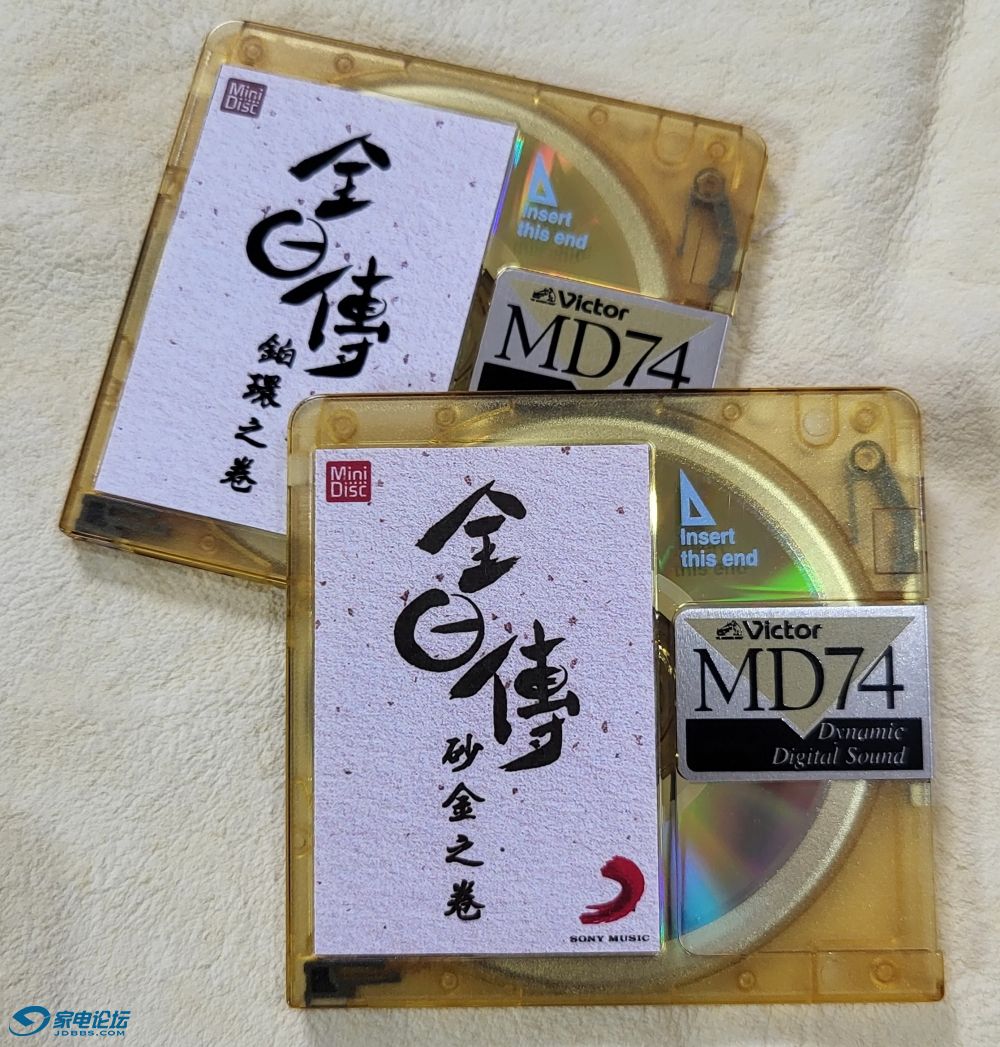 Mini
Disc
全日傳
鉑環之卷
Insert
this end
Victor
MD74
Mini
Disc
全日傳
砂金之卷
SONY MUSIC
Insert
this end
Victor
MD74
Dynamic
Digital Sound
家电论坛
JDBBS.COM